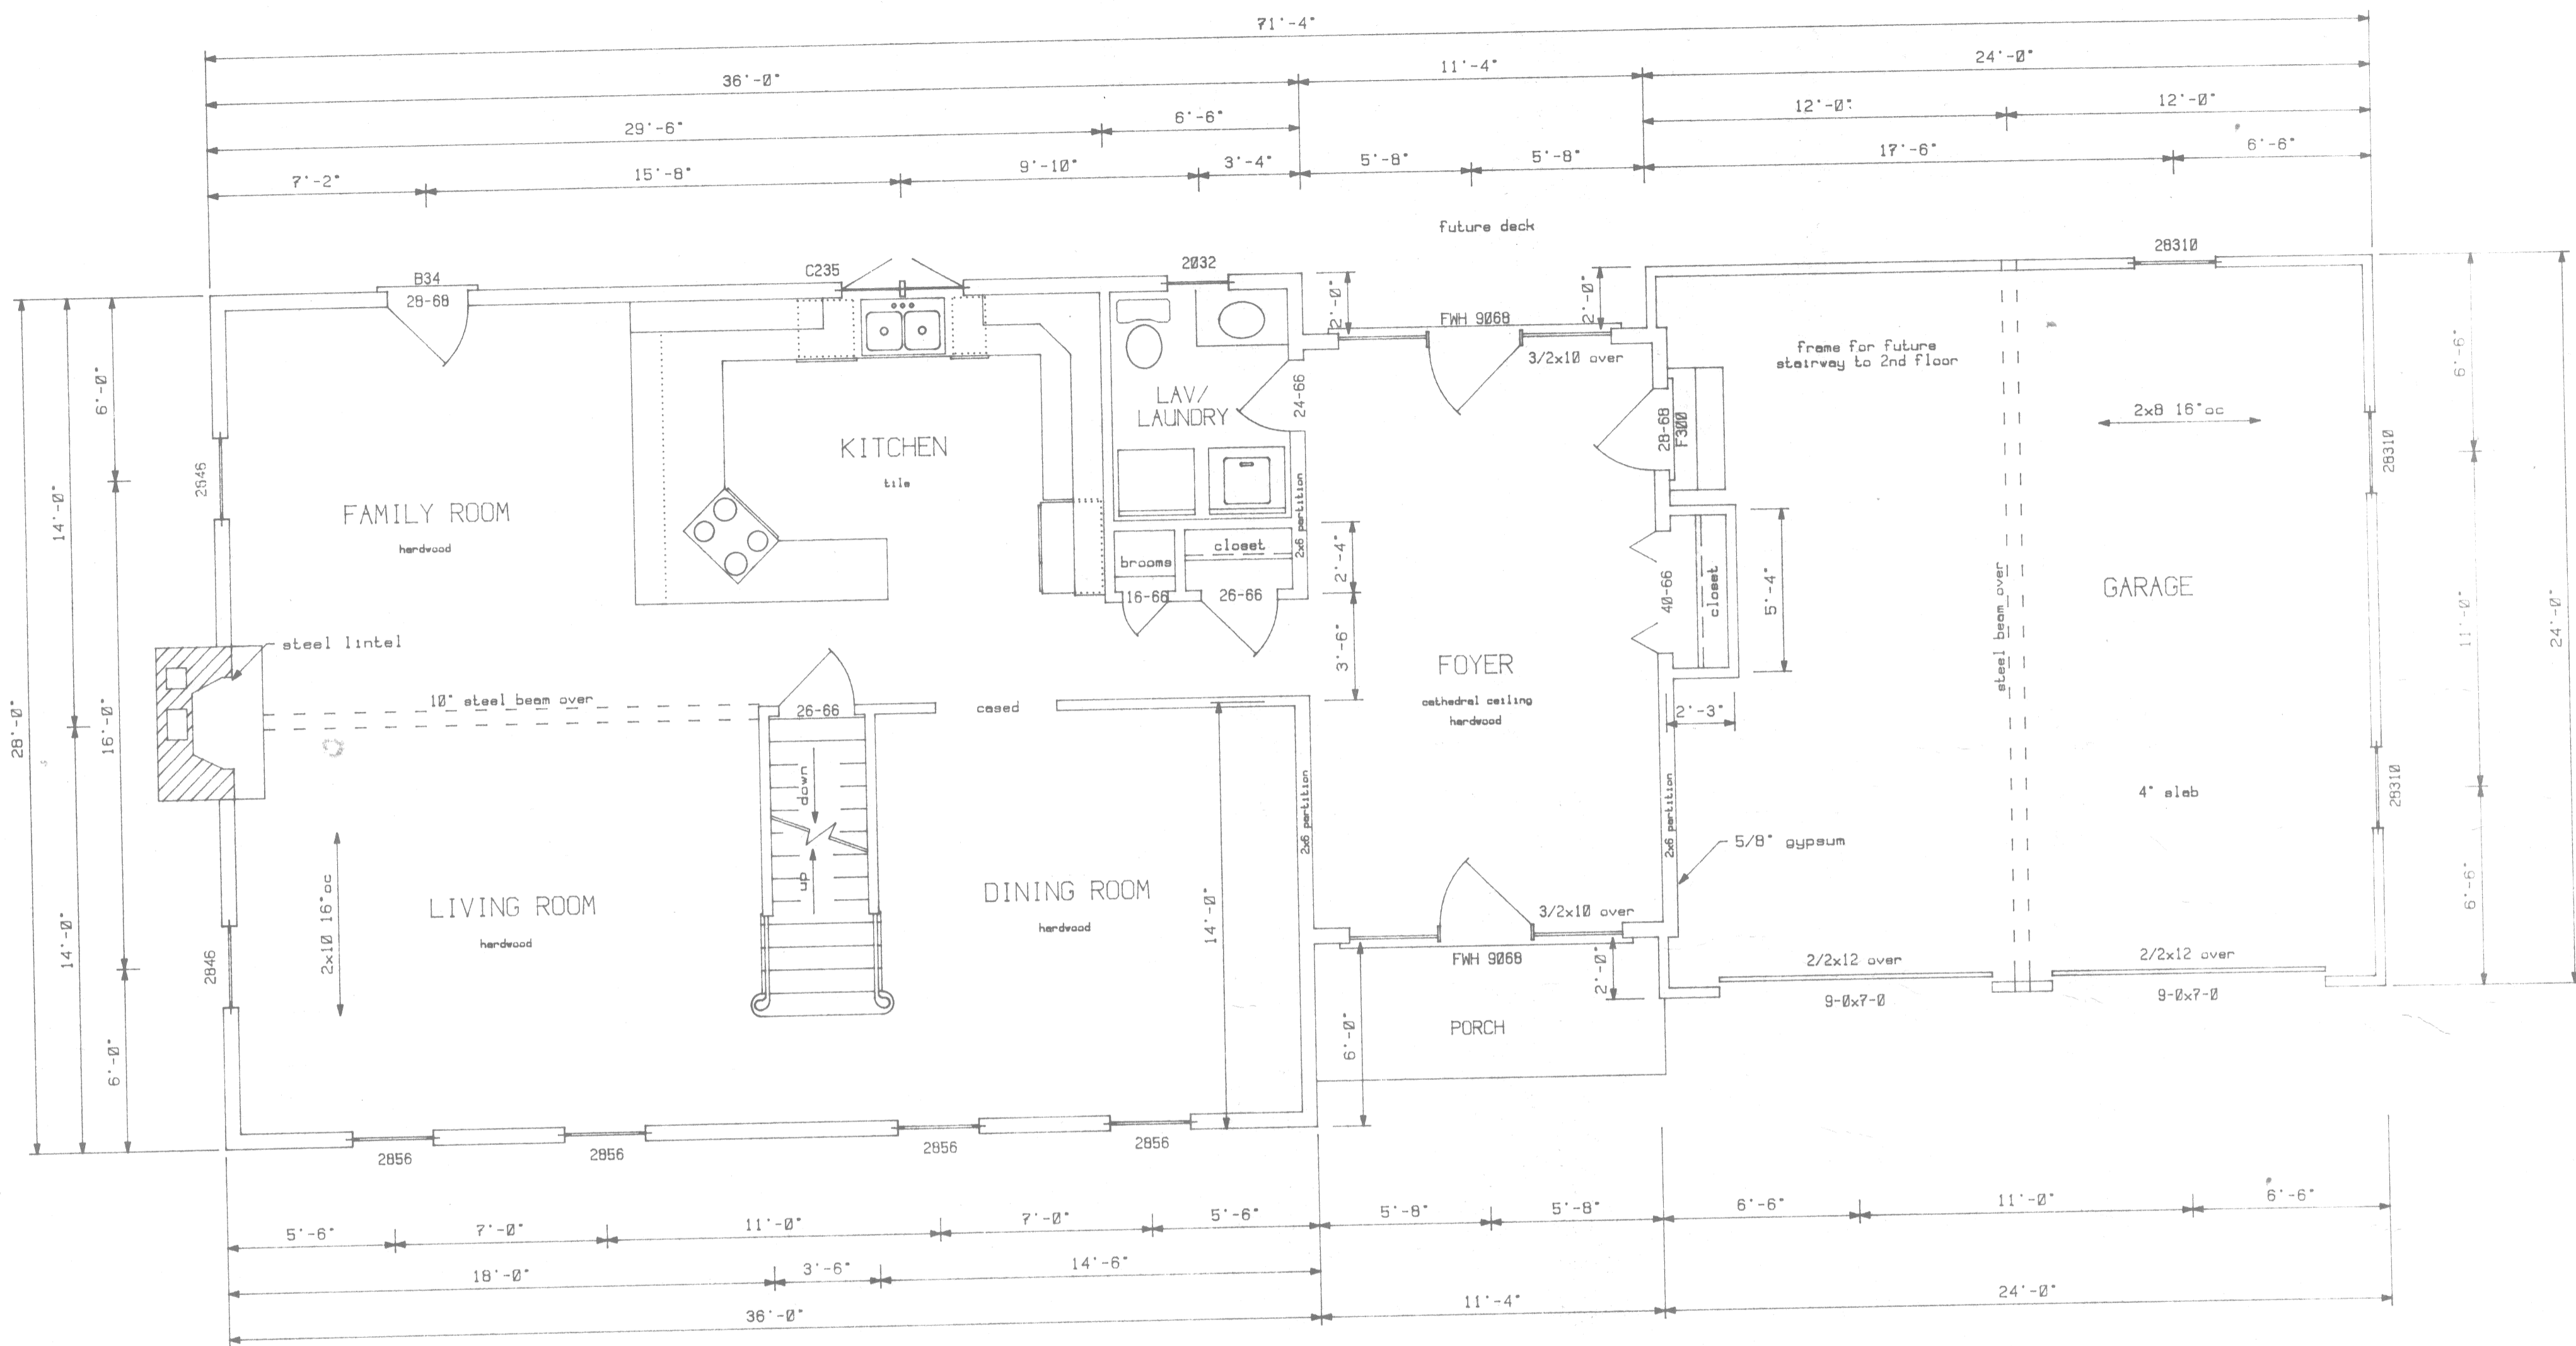 71'-4"
36'-0"
11'-4"
24'-0"
29'-6"
6'-6"
12'-0"
12'-0"
7'-2"
15'-8"
9'-10"
3'-4"
5'-8"
5'-8"
17'-6"
6'-6"
future deck
B34
28-68
C235
2032
2'-0"
FWH 9068
3/2x10 over
2'-0"
28310
frame for future
stairway to 2nd floor
2x8 16"oc
6'-6"
28310
6'-0"
14'-0"
2846
LAV/
LAUNDRY
24-66
28-68
F300
KITCHEN
tile
FAMILY ROOM
hardwood
2x6 partition
brooms
closet
16-66
26-66
2'-4"
3'-6"
40-66
closet
5'-4"
steel beam over
GARAGE
11'-0"
24'-0"
steel lintel
28'-0"
16'-0"
10" steel beam over
26-66
cased
FOYER
cathedral ceiling
hardwood
2'-3"
down
up
2x6 partition
2x6 partition
5/8" gypsum
4" slab
28310
6'-6"
LIVING ROOM
hardwood
2x10 16"oc
14'-0"
2846
6'-0"
DINING ROOM
hardwood
14'-0"
3/2x10 over
FWH 9068
2'-0"
2/2x12 over
9-0x7-0
2/2x12 over
9-0x7-0
6'-0"
PORCH
2856
2856
2856
2856
5'-6"
7'-0"
11'-0"
7'-0"
5'-6"
5'-8"
5'-8"
6'-6"
11'-0"
6'-6"
18'-0"
3'-6"
14'-6"
36'-0"
11'-4"
24'-0"